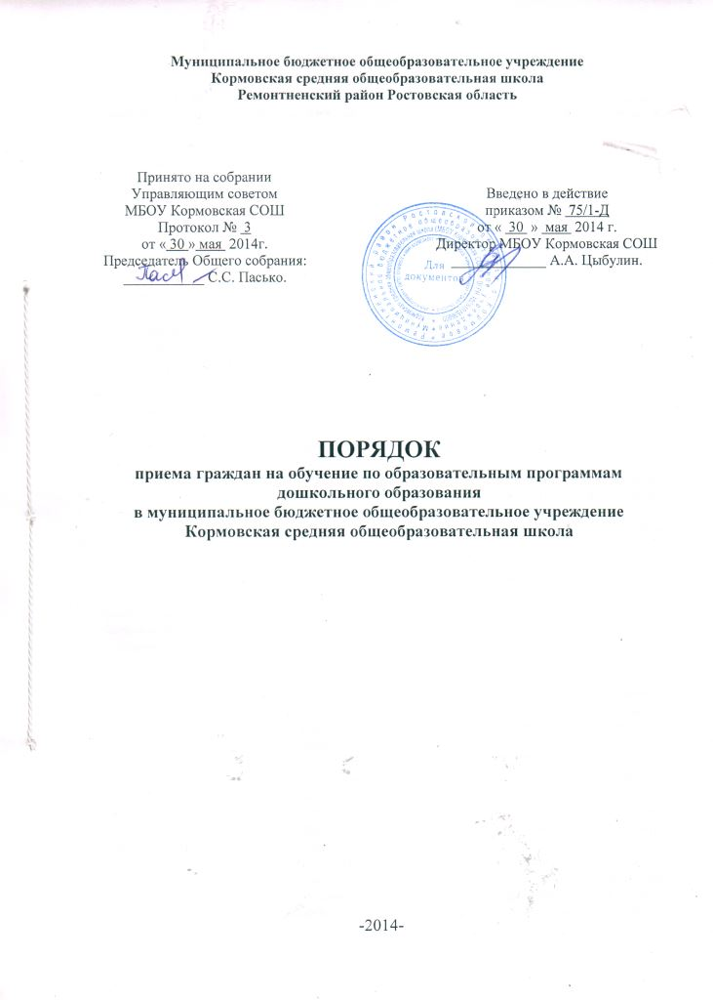 Муниципальное бюджетное общеобразовательное учреждение
Кормовская средняя общеобразовательная школа
Ремонтненский район Ростовская область
Принято на собрании
Управляющим советом
МБОУ Кормовская СОШ
Протокол № 3
от « 30 » мая 2014г.
Председатель Общего собрания:
С.С. Пасько.
Введено в действие
приказом № 75/1-Д
от « 30 » мая 2014 г.
Директор МБОУ Кормовская СОШ
А.А. Цыбулин.
Для
документов
ПОРЯДОК
приема граждан на обучение по образовательным программам
дошкольного образования
в муниципальное бюджетное общеобразовательное учреждение
Кормовская средняя общеобразовательная школа
-2014-